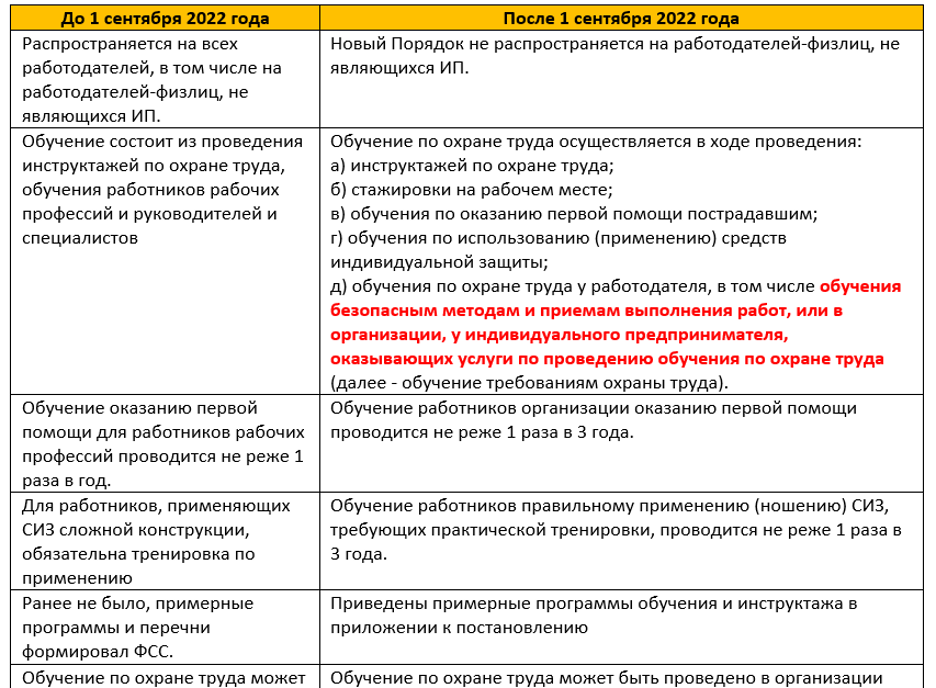 До 1 сентября 2022 года
После 1 сентября 2022 года
Распространяется на всех
работодателей, в том числе на
работодателей-физлиц, не
являющихся ИП.
Новый Порядок не распространяется на работодателей-физлиц, не
являющихся ИП.
Обучение состоит из проведения
инструктажей по охране труда,
обучения работников рабочих
профессий и руководителей и
специалистов
Обучение по охране труда осуществляется в ходе проведения:
а) инструктажей по охране труда;
б) стажировки на рабочем месте;
в) обучения по оказанию первой помощи пострадавшим;
г) обучения по использованию (применению) средств
индивидуальной защиты;
д) обучения по охране труда у работодателя, в том числе обучения
безопасным методам и приемам выполнения работ, или в
организации, у индивидуального предпринимателя,
оказывающих услуги по проведению обучения по охране труда
(далее - обучение требованиям охраны труда).
Обучение оказанию первой
помощи для работников рабочих
профессий проводится не реже 1
раза в год.
Обучение работников организации оказанию первой помощи
проводится не реже 1 раза в 3 года.
Для работников, применяющих
СИЗ сложной конструкции,
обязательна тренировка по
применению
Обучение работников правильному применению (ношению) СИЗ,
требующих практической тренировки, проводится не реже 1 раза в
3 года.
Ранее не было, примерные
программы и перечни
формировал ФСС.
Приведены примерные программы обучения и инструктажа в
приложении к постановлению
Обучение по охране труда может
Обучение по охране труда может быть проведено в организации